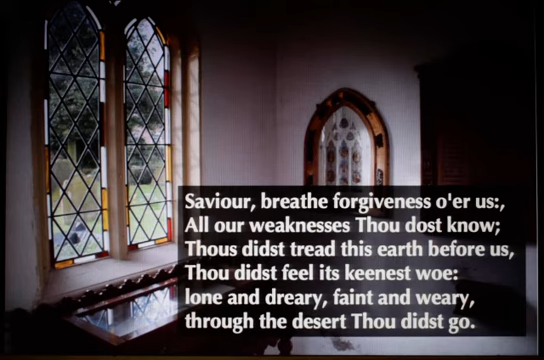 Saviour, breathe forgiveness o'er us:,
All our weaknesses Thou dost know;
Thous didst tread this earth before us,
Thou didst feel its keenest woe:
lone and dreary, faint and weary,
through the desert Thou didst go.